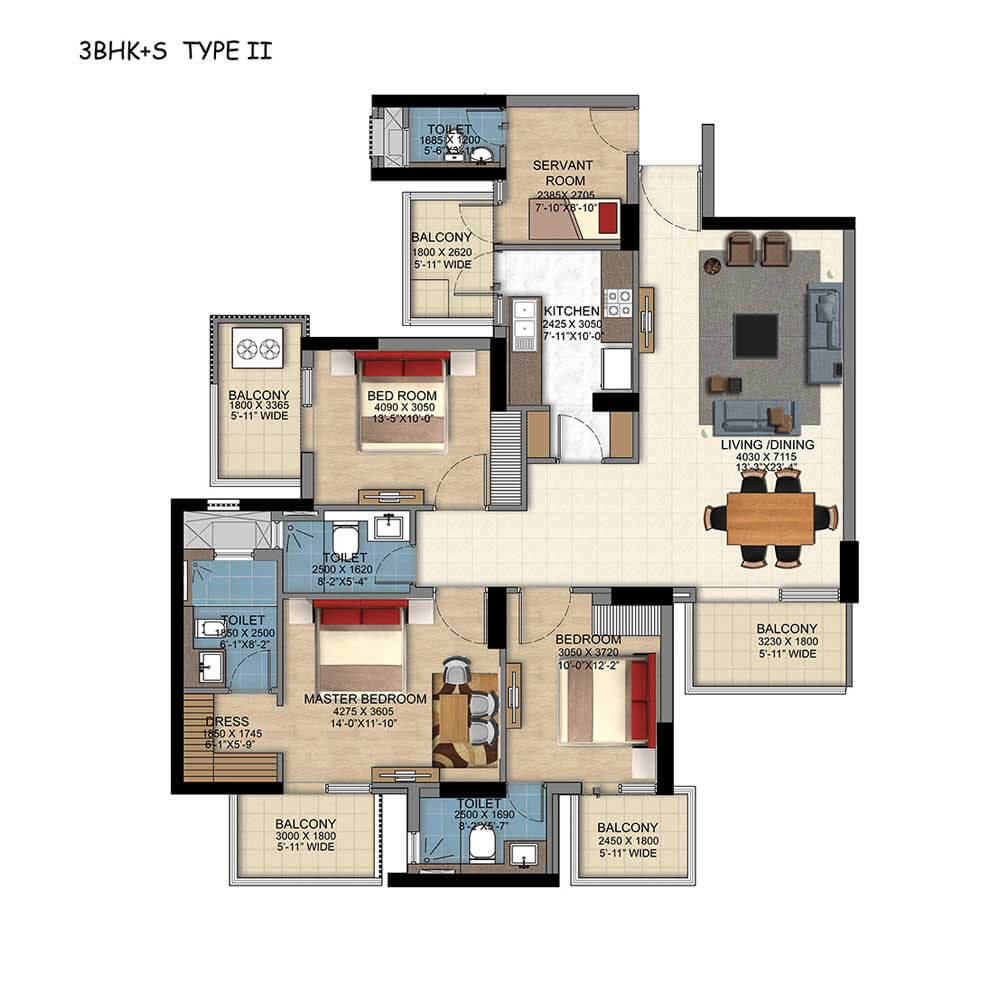 3BHK+S TYPE II
TOILET
1685 X 1200
5'-6"X3'-11"
SERVANT
ROOM
2385X 2705
7'-10"X8'-10"
BALCONY
1800 X 2620
5'-11" WIDE
KITCHEN
2425 X 3050
7'-11"X10'-0"
BALCONY
1800 X 3365
5'-11" WIDE
BED ROOM
4090 X 3050
13'-5"X10'-0"
LIVING /DINING
4030 X 7115
13'-3"X23'-4"
TOILET
2500 X 1620
8'-2"X5'-4"
TOILET
1850 X 2500
6'-1"X8'-2"
BEDROOM
3050 X 3720
10'-0"X12'-2"
BALCONY
3230 X 1800
5'-11" WIDE
MASTER BEDROOM
4275 X 3605
14'-0"X11'-10"
DRESS
1850 X 1745
6'-1"X5'-9"
BALCONY
3000 X 1800
5'-11" WIDE
TOILET
2500 X 1690
8'-2"X5'-7"
BALCONY
2450 X 1800
5'-11" WIDE